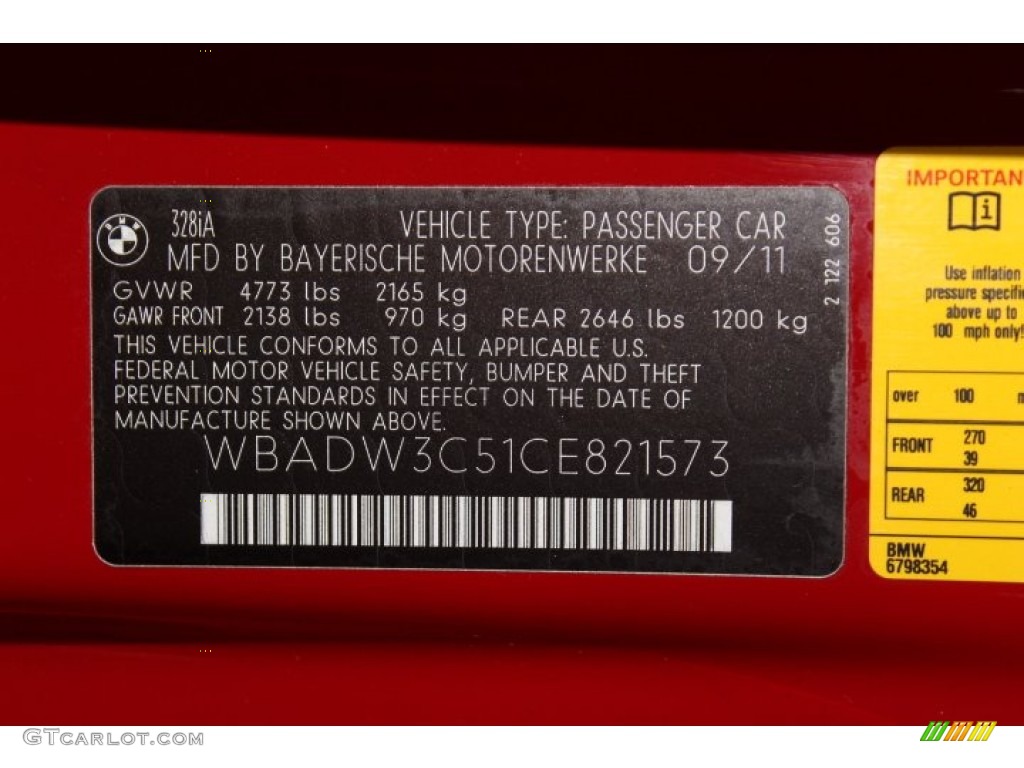 328iA VEHICLE TYPE: PASSENGER CAR
MFD BY BAYERISCHE MOTORENWERKE 09/11
GVWR 4773 lbs 2165 kg
GAWR FRONT 2138 lbs 970 kg REAR 2646 lbs 1200 kg
THIS VEHICLE CONFORMS TO ALL APPLICABLE U.S.
FEDERAL MOTOR VEHICLE SAFETY, BUMPER AND THEFT
PREVENTION STANDARDS IN EFFECT ON THE DATE OF
MANUFACTURE SHOWN ABOVE.
WBADW3C51CE821573
2 122 606
BMW
IMPORTAN
i
Use inflation
pressure specifie
above up to
100 mph only!
over 100 m
FRONT 270
39
REAR 320
46
BMW
6798354
GTCARLOT.COM